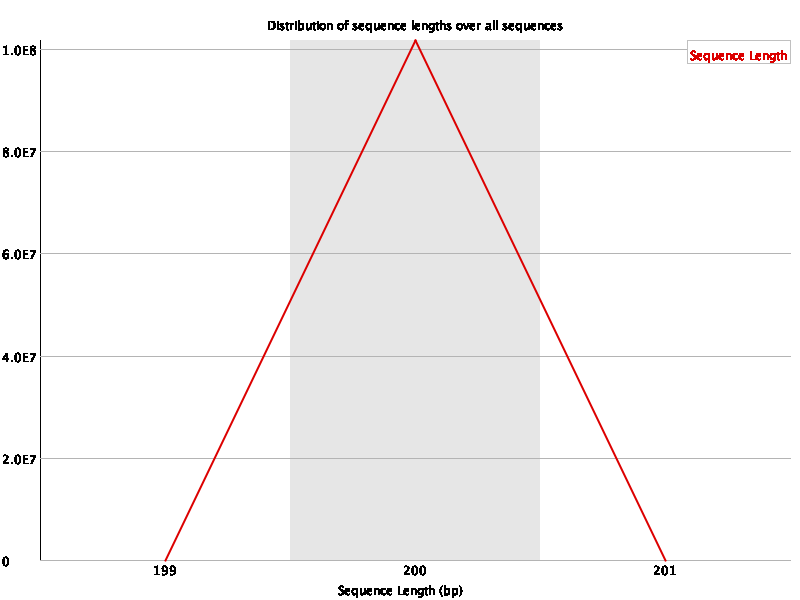 Distribution of sequence lengths over all sequences
1.0E8
Sequence Length
8.0E7
6.0E7
4.0E7
2.0E7
0
199 200 201
Sequence Length (bp)